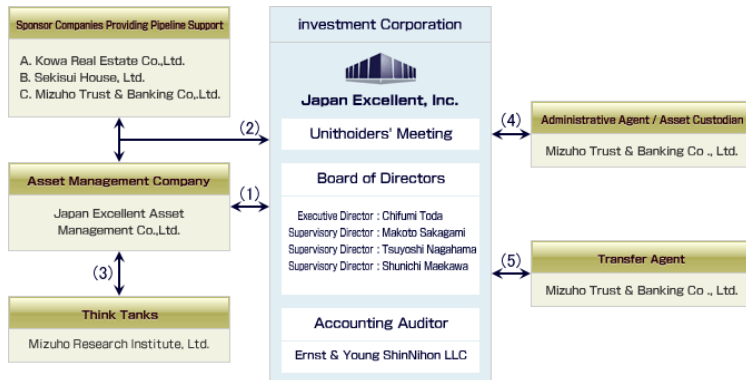 Sponsor Companies Providing Pipeline Support
A. Kowa Real Estate Co.,Ltd.
B. Sekisui House, Ltd.
C. Mizuho Trust & Banking Co,.Ltd.
(2)
Asset Management Company
Japan Excellent Asset
Management Co.,Ltd.
(1)
(3)
Think Tanks
Mizuho Research Institute, Ltd.
investment Corporation
Japan Excellent, Inc.
Unithoiders' Meeting
Board of Directors
Executive Director : Chifumi Toda
Supervisory Director : Makoto Sakagami
Supervisory Director : Tsuyoshi Nagahama
Supervisory Director : Shunichi Maekawa
Accounting Auditor
Ernst & Young ShinNihon LLC
(4)
Administrative Agent / Asset Custodian
Mizuho Trust & Banking Co ., Ltd.
(5)
Transfer Agent
Mizuho Trust & Banking Co ., Ltd.